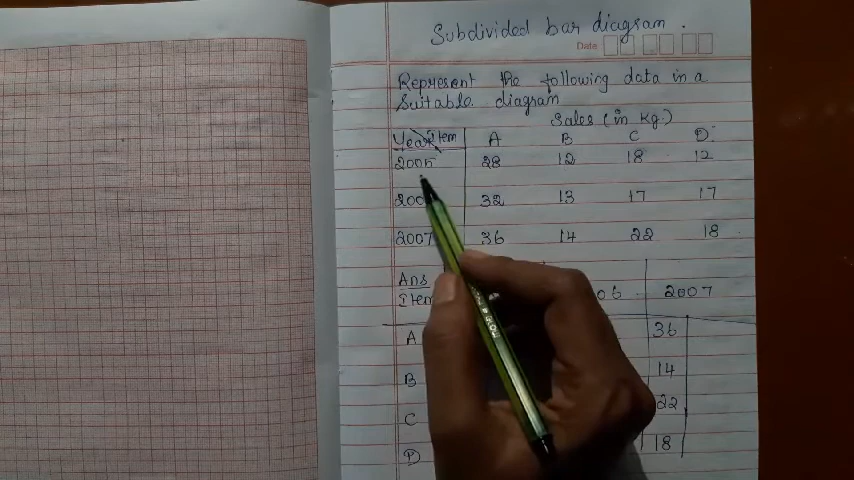 Subdivided bar diagram.
Date
Represent the following data in a
Suitable diagram
Sales (in Kg.)
Year Item A B C D
2005 28 12 18 12
32 13 17 17
2007 36 14 22 18
Ans
Item 2007
A 36
B 14
C 22
D 18